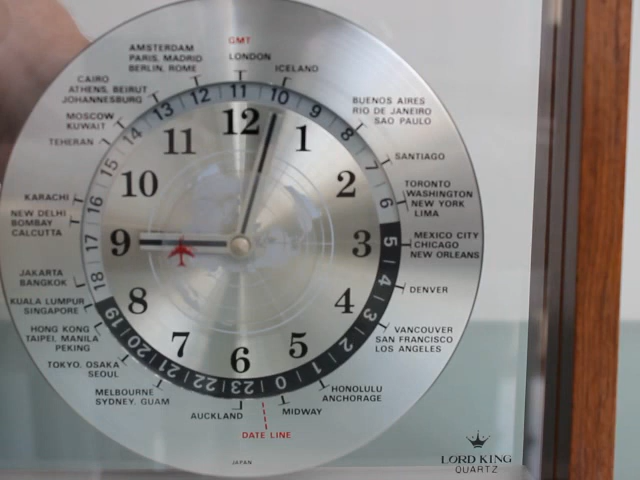 GMT
LONDON
ICELAND
AMSTERDAM
PARIS, MADRID
BERLIN, ROME
CAIRO
ATHENS, BEIRUT
JOHANNESBURG
MOSCOW
KUWAIT
TEHERAN
KARACHI
NEW DELHI
BOMBAY
CALCUTTA
JAKARTA
BANGKOK
KUALA LUMPUR
SINGAPORE
HONG KONG
TAIPEI, MANILA
PEKING
TOKYO, OSAKA
SEOUL
MELBOURNE
SYDNEY, GUAM
AUCKLAND
DATE LINE
MIDWAY
HONOLULU
ANCHORAGE
VANCOUVER
SAN FRANCISCO
LOS ANGELES
DENVER
MEXICO CITY
CHICAGO
NEW ORLEANS
TORONTO
WASHINGTON
NEW YORK
LIMA
SANTIAGO
BUENOS AIRES
RIO DE JANEIRO
SAO PAULO
11
10
9
8
7
6
5
4
3
2
1
0
23
22
21
20
19
18
17
16
15
14
13
12
12
1
2
3
4
5
6
7
8
9
10
11
JAPAN
LORD KING
QUARTZ